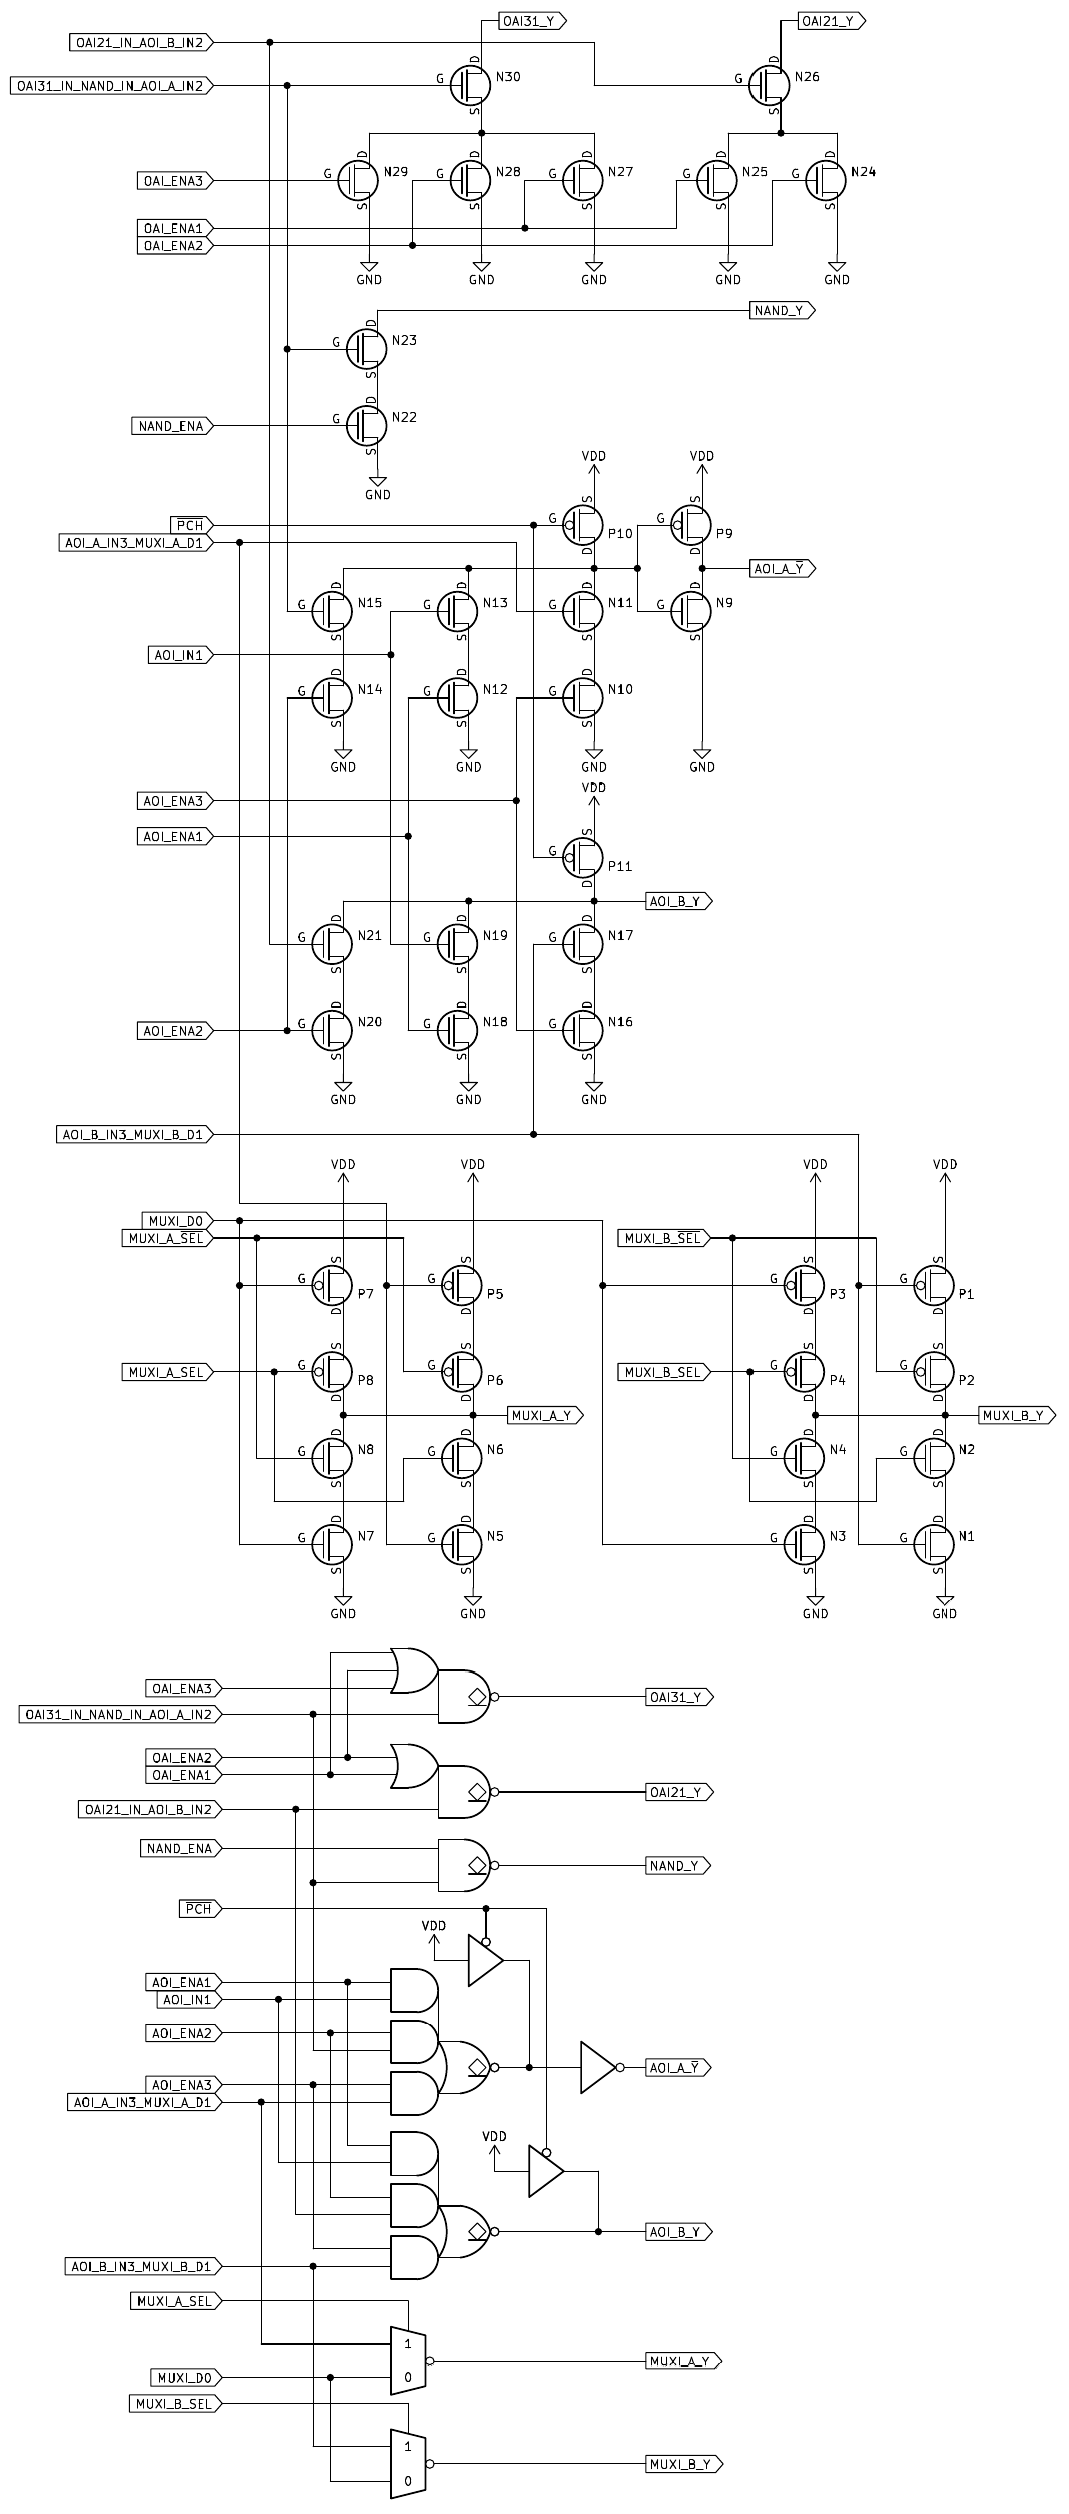 OAI31_Y OAI21_Y
OAI21_IN_AOI_B_IN2
D D
OAI31_IN_NAND_IN_AOI_A_IN2 G N30 G N26
S S
D D D D D
OAI_ENA3 G N29 G N28 G N27 G N25 G N24
S S S S S
OAI_ENA1
OAI_ENA2
GND GND GND GND GND
NAND_Y
D
G N23
S
D
NAND_ENA G N22
S
VDD VDD
GND
S S
PCH G P10 G P9
AOI_A_IN3_MUXI_A_D1
D D
AOI_A_Y
D D D D
G N15 G N13 G N11 G N9
S S S S
AOI_IN1
D D D
G N14 G N12 G N10
S S S
GND GND GND GND
VDD
AOI_ENA3
AOI_ENA1
S
G P11
D
AOI_B_Y
D D D
G N21 G N19 G N17
S S S
D D D
AOI_ENA2 G N20 G N18 G N16
S S S
GND GND GND
AOI_B_IN3_MUXI_B_D1
VDD VDD VDD VDD
MUXI_D0
MUXI_A_SEL MUXI_B_SEL
S S S S
G P7 G P5 G P3 G P1
D D D D
S S S S
MUXI_A_SEL G P8 G P6 MUXI_B_SEL G P4 G P2
D D D D
MUXI_A_Y MUXI_B_Y
D D D D
G N8 G N6 G N4 G N2
S S S S
D D D D
G N7 G N5 G N3 G N1
S S S S
GND GND GND GND
OAI_ENA3
OAI31_Y
OAI31_IN_NAND_IN_AOI_A_IN2
OAI_ENA2
OAI_ENA1
OAI21_Y
OAI21_IN_AOI_B_IN2
NAND_ENA
NAND_Y
PCH
VDD
AOI_ENA1
AOI_IN1
AOI_ENA2
AOI_A_Y
AOI_ENA3
AOI_A_IN3_MUXI_A_D1
VDD
AOI_B_Y
AOI_B_IN3_MUXI_B_D1
MUXI_A_SEL
1
MUXI_A_Y
MUXI_D0 0
MUXI_B_SEL
1
MUXI_B_Y
0